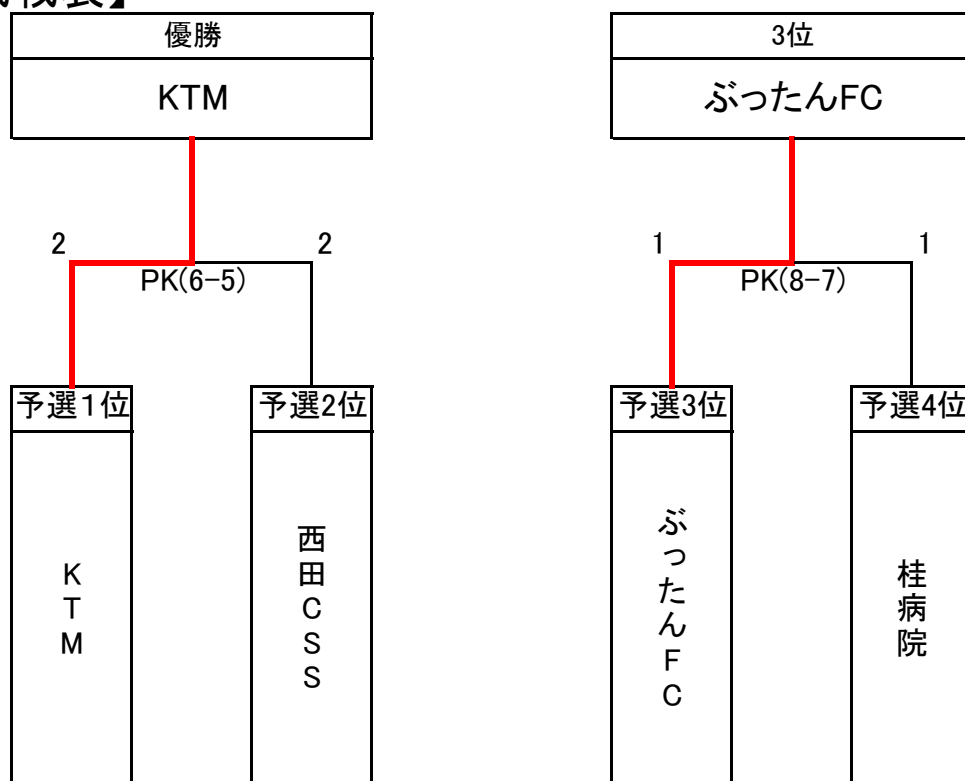 優勝
KTM
2
2
PK(6-5)
予選１位
予選2位
KTM
西田CSS
3位
ぶったんFC
1
1
PK(8-7)
予選3位
予選4位
ぶったんFC
桂病院